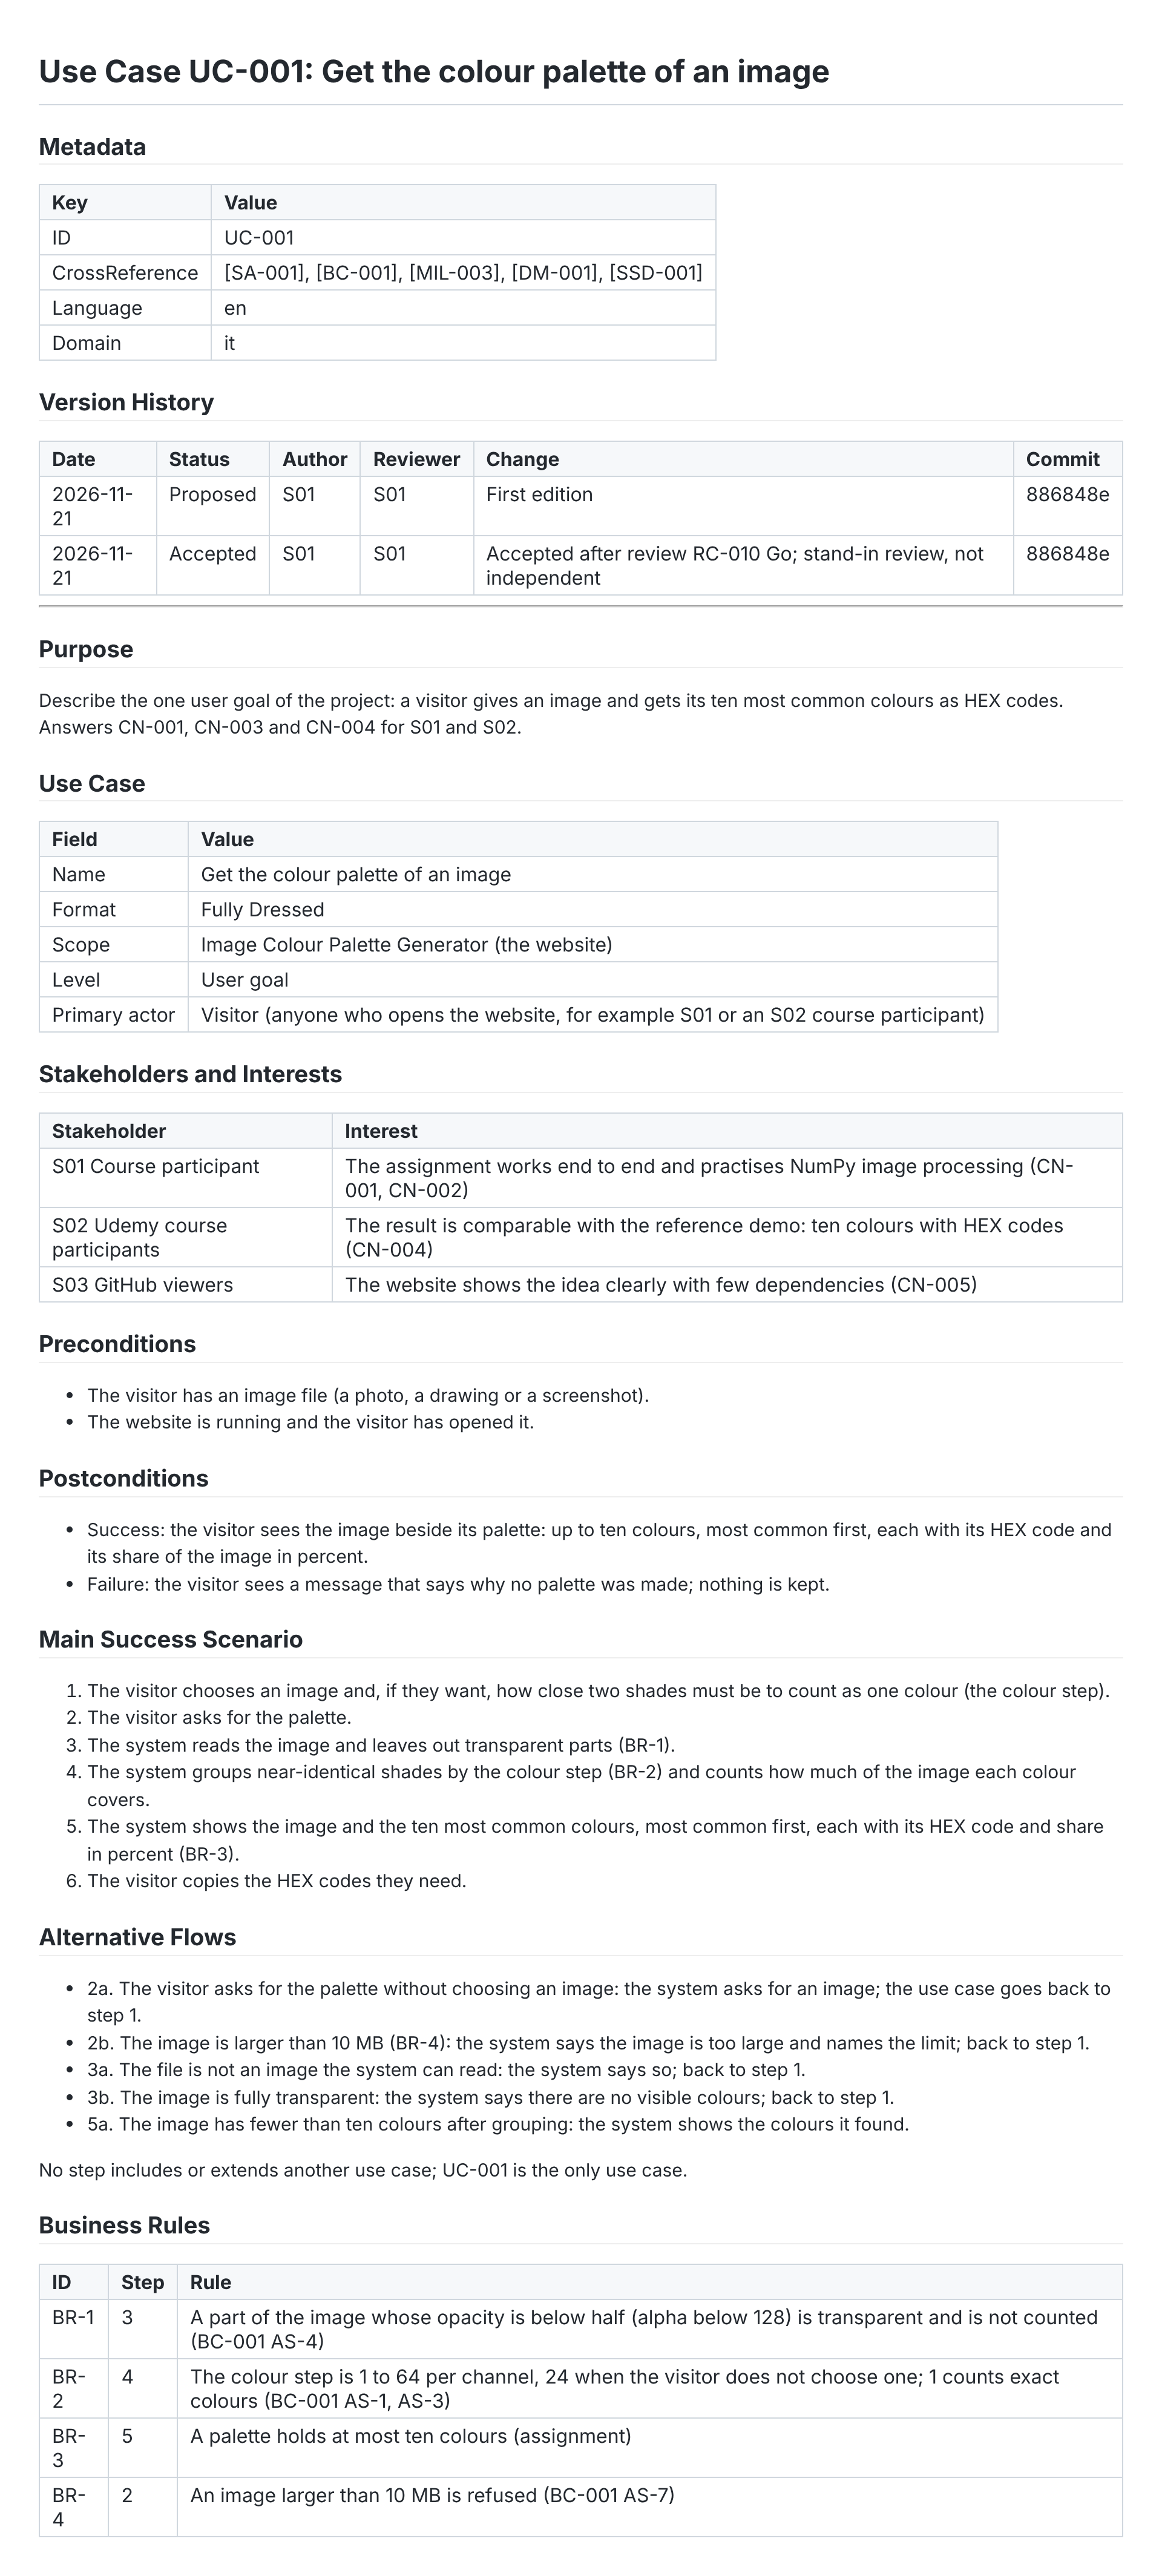 Use Case UC-001: Get the colour palette of an image
Metadata
Key Value
ID UC-001
CrossReference [SA-001], [BC-001], [MIL-003], [DM-001], [SSD-001]
Language en
Domain it
Version History
Date Status Author Reviewer Change Commit
2026-11-21 Proposed S01 S01 First edition 886848e
2026-11-21 Accepted S01 S01 Accepted after review RC-010 Go; stand-in review, not independent 886848e
Purpose
Describe the one user goal of the project: a visitor gives an image and gets its ten most common colours as HEX codes.
Answers CN-001, CN-003 and CN-004 for S01 and S02.
Use Case
Field Value
Name Get the colour palette of an image
Format Fully Dressed
Scope Image Colour Palette Generator (the website)
Level User goal
Primary actor Visitor (anyone who opens the website, for example S01 or an S02 course participant)
Stakeholders and Interests
Stakeholder Interest
S01 Course participant The assignment works end to end and practises NumPy image processing (CN-001, CN-002)
S02 Udemy course participants The result is comparable with the reference demo: ten colours with HEX codes (CN-004)
S03 GitHub viewers The website shows the idea clearly with few dependencies (CN-005)
Preconditions
• The visitor has an image file (a photo, a drawing or a screenshot).
• The website is running and the visitor has opened it.
Postconditions
• Success: the visitor sees the image beside its palette: up to ten colours, most common first, each with its HEX code and
its share of the image in percent.
• Failure: the visitor sees a message that says why no palette was made; nothing is kept.
Main Success Scenario
1. The visitor chooses an image and, if they want, how close two shades must be to count as one colour (the colour step).
2. The visitor asks for the palette.
3. The system reads the image and leaves out transparent parts (BR-1).
4. The system groups near-identical shades by the colour step (BR-2) and counts how much of the image each colour
covers.
5. The system shows the image and the ten most common colours, most common first, each with its HEX code and share
in percent (BR-3).
6. The visitor copies the HEX codes they need.
Alternative Flows
• 2a. The visitor asks for the palette without choosing an image: the system asks for an image; the use case goes back to
step 1.
• 2b. The image is larger than 10 MB (BR-4): the system says the image is too large and names the limit; back to step 1.
• 3a. The file is not an image the system can read: the system says so; back to step 1.
• 3b. The image is fully transparent: the system says there are no visible colours; back to step 1.
• 5a. The image has fewer than ten colours after grouping: the system shows the colours it found.
No step includes or extends another use case; UC-001 is the only use case.
Business Rules
ID Step Rule
BR-1 3 A part of the image whose opacity is below half (alpha below 128) is transparent and is not counted (BC-001 AS-4)
BR-2 4 The colour step is 1 to 64 per channel, 24 when the visitor does not choose one; 1 counts exact colours (BC-001 AS-1, AS-3)
BR-3 5 A palette holds at most ten colours (assignment)
BR-4 2 An image larger than 10 MB is refused (BC-001 AS-7)